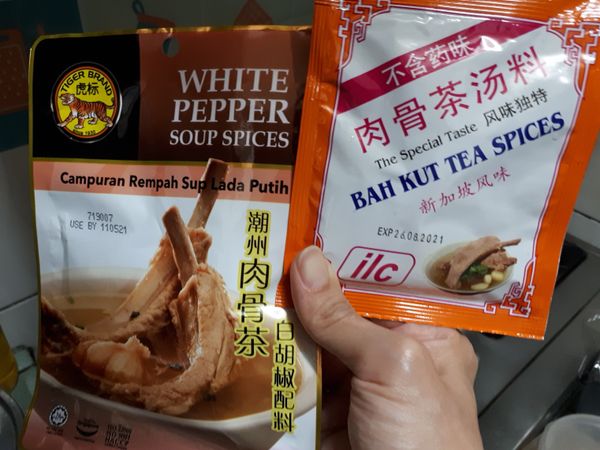 TIGER BRAND
虎标
WHITE
PEPPER
SOUP SPICES
Campuran Rempah Sup Lada Putih
719007
USE BY 110521
潮州肉骨茶
白胡椒配料
不含药味
肉骨茶汤料
The Special Taste 风味独特
BAH KUT TEA SPICES
新加坡风味
EXP 26.08.2021
ilc